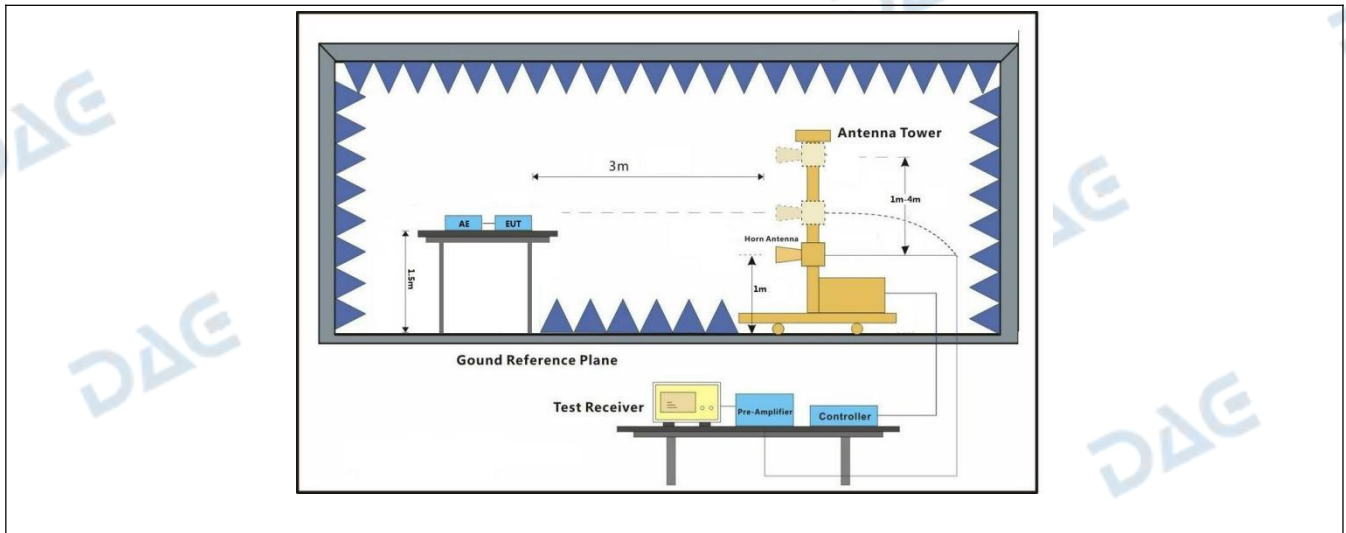 DAE
Antenna Tower
3m
1m-4m
AE
EUT
DAE
Horn Antenna
1.5m
1m
DAE
Gound Reference Plane
Test Receiver
Pre-Amplifier
Controller
DAE